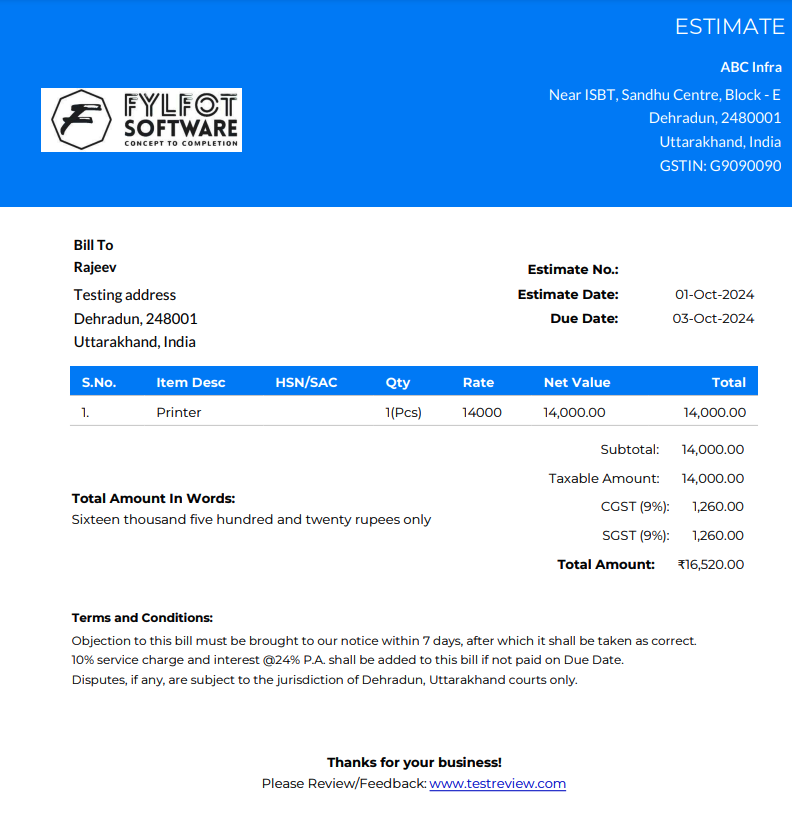 ESTIMATE
ABC Infra
Near ISBT, Sandhu Centre, Block - E
Dehradun, 2480001
Uttarakhand, India
GSTIN: G9090090
FYLFOT
SOFTWARE
CONCEPT TO COMPLETION
Bill To
Rajeev
Testing address
Dehradun, 248001
Uttarakhand, India
Estimate No.:
Estimate Date: 01-Oct-2024
Due Date: 03-Oct-2024
S.No. Item Desc HSN/SAC Qty Rate Net Value Total
1. Printer 1(Pcs) 14000 14,000.00 14,000.00
Subtotal: 14,000.00
Taxable Amount: 14,000.00
CGST (9%): 1,260.00
SGST (9%): 1,260.00
Total Amount: ₹16,520.00
Total Amount In Words:
Sixteen thousand five hundred and twenty rupees only
Terms and Conditions:
Objection to this bill must be brought to our notice within 7 days, after which it shall be taken as correct.
10% service charge and interest @24% P.A. shall be added to this bill if not paid on Due Date.
Disputes, if any, are subject to the jurisdiction of Dehradun, Uttarakhand courts only.
Thanks for your business!
Please Review/Feedback: www.testreview.com